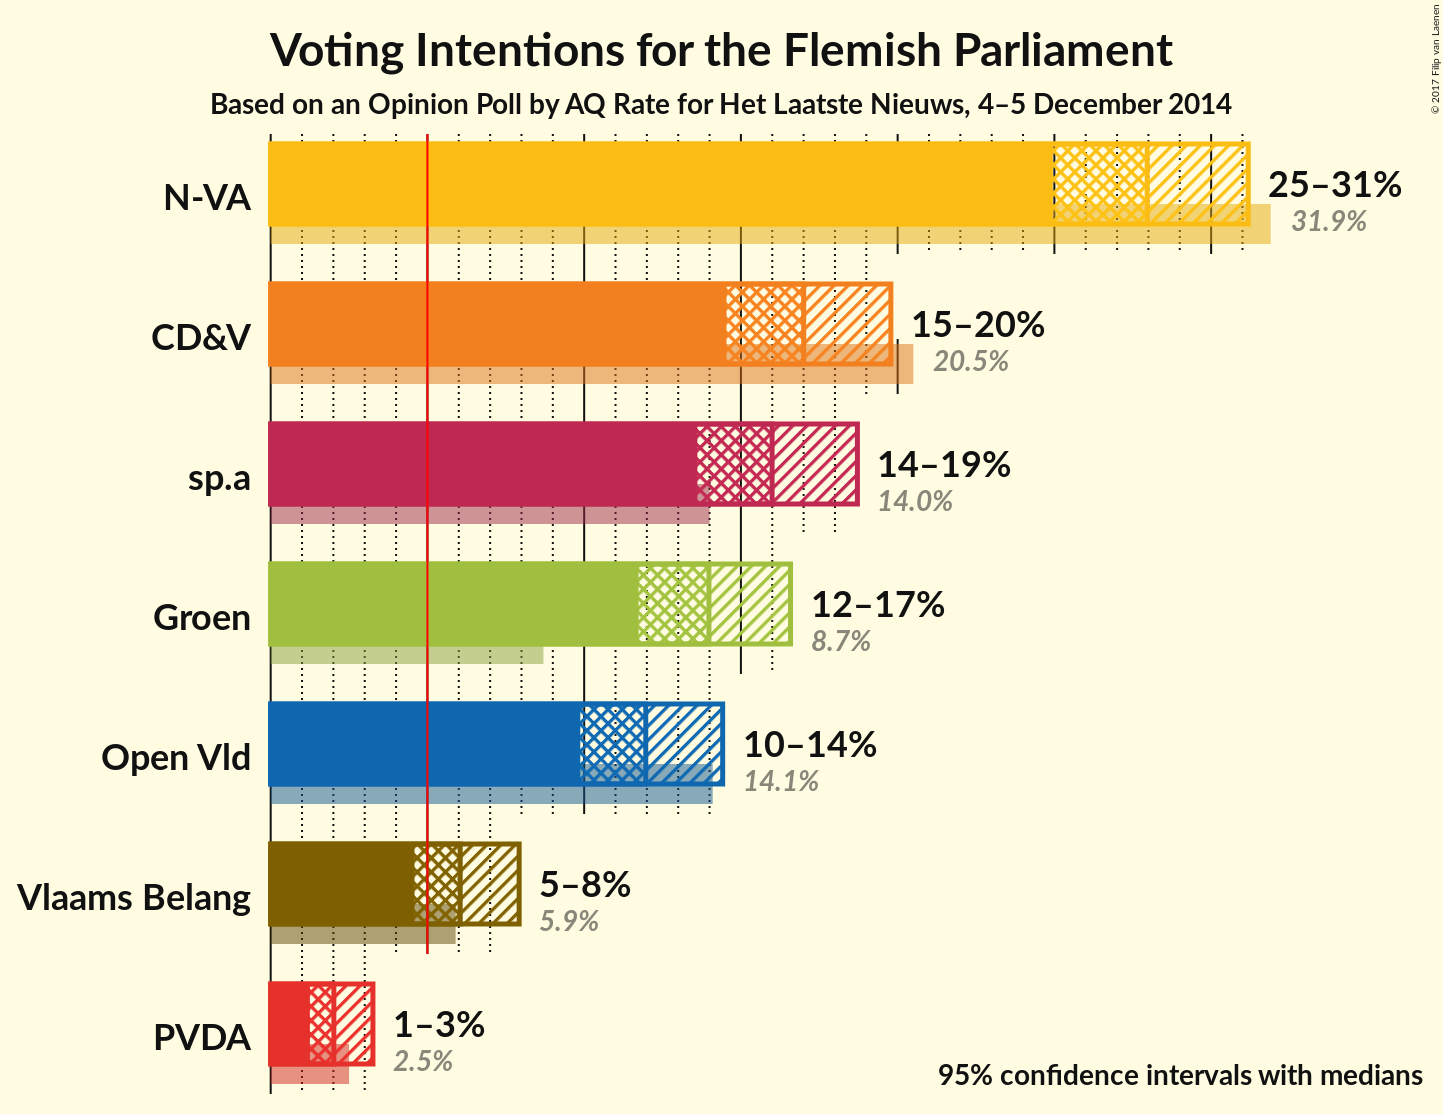 Voting Intentions for the Flemish Parliament
Based on an Opinion Poll by AQ Rate for Het Laatste Nieuws, 4–5 December 2014
© 2017 Filip van Laenen
N-VA
25–31%
31.9%
CD&V
15–20%
20.5%
sp.a
14–19%
14.0%
Groen
12–17%
8.7%
Open Vld
10–14%
14.1%
Vlaams Belang
5–8%
5.9%
PVDA
1–3%
2.5%
95% confidence intervals with medians